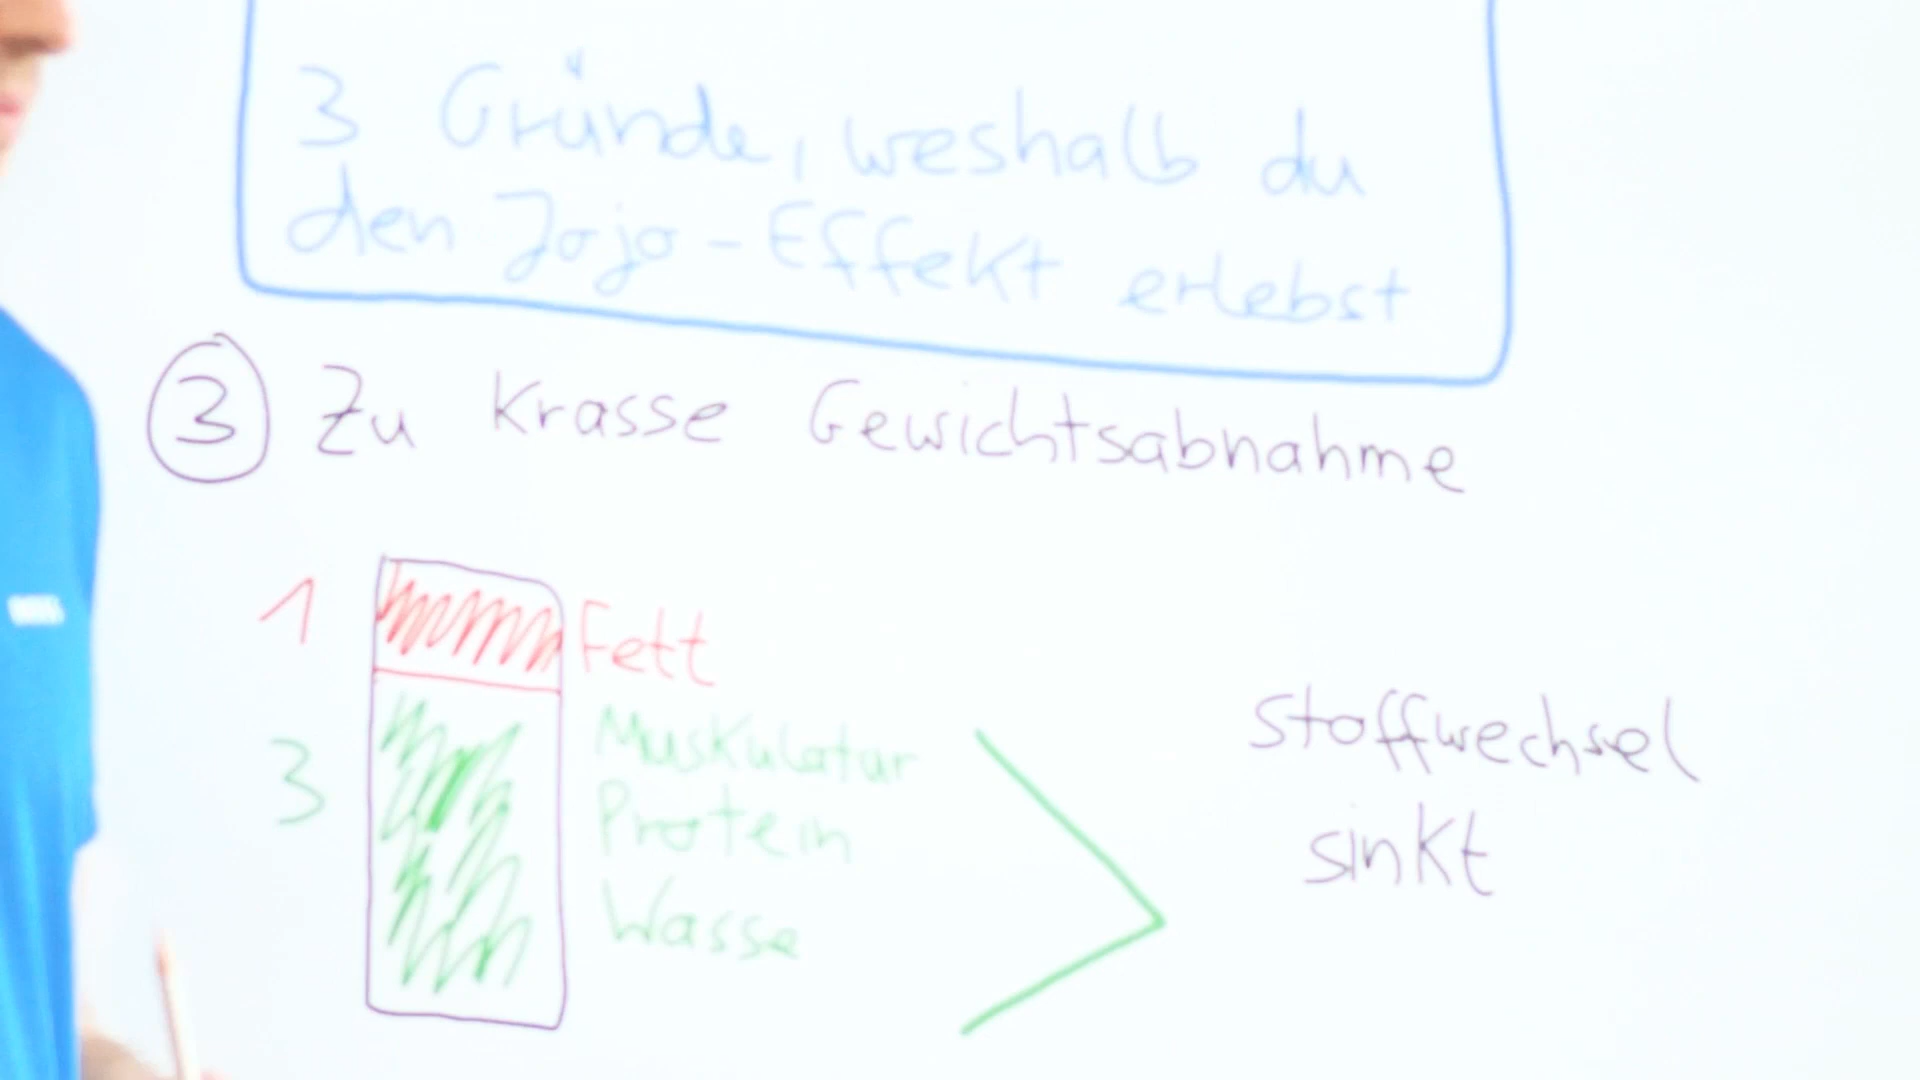 3 Gründe, weshalb du
den Jojo-Effekt erlebst
3 Zu Krasse Gewichtsabnahme
1 Fett
3 Muskulatur
Protein
Wasse
Stoffwechsel
sinkt